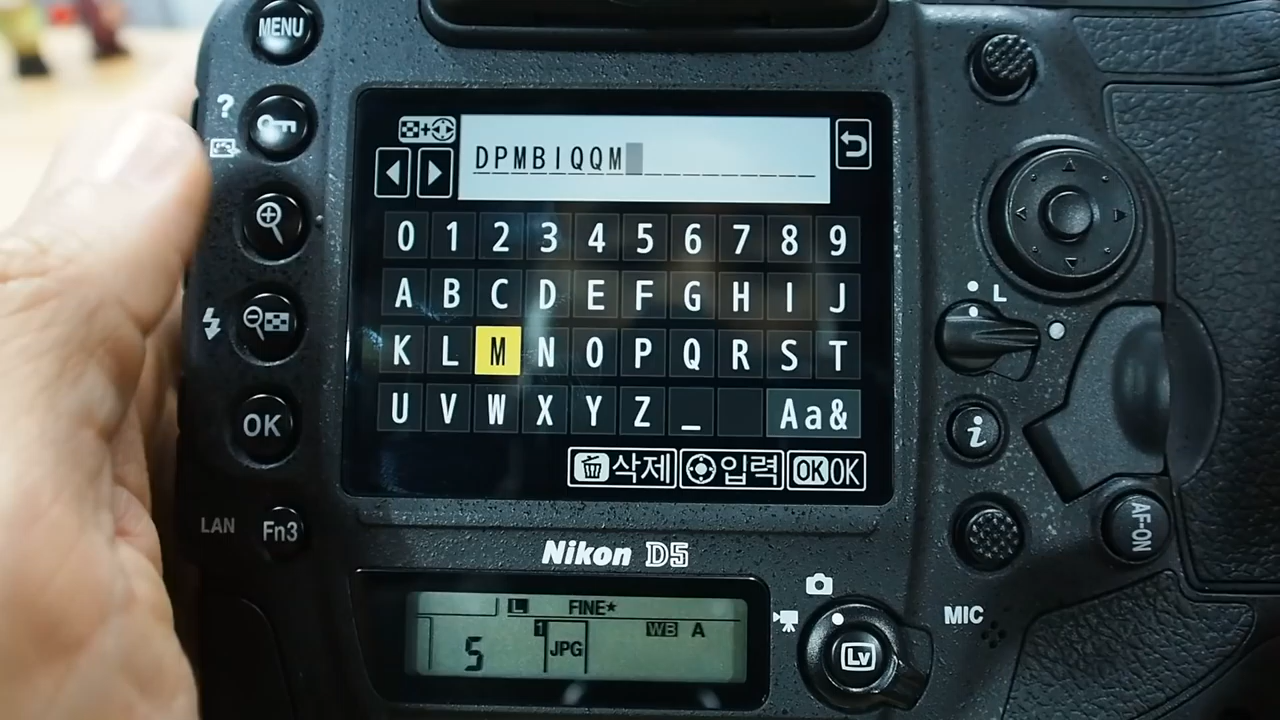 MENU
?
DPMBIQQM
0 1 2 3 4 5 6 7 8 9
A B C D E F G H I J
K L M N O P Q R S T
U V W X Y Z _ Aa&
삭제 입력 OK OK
L
i
OK
LAN Fn3
AF-ON
Nikon D5
L FINE★
5 1 JPG WB A
MIC
Lv